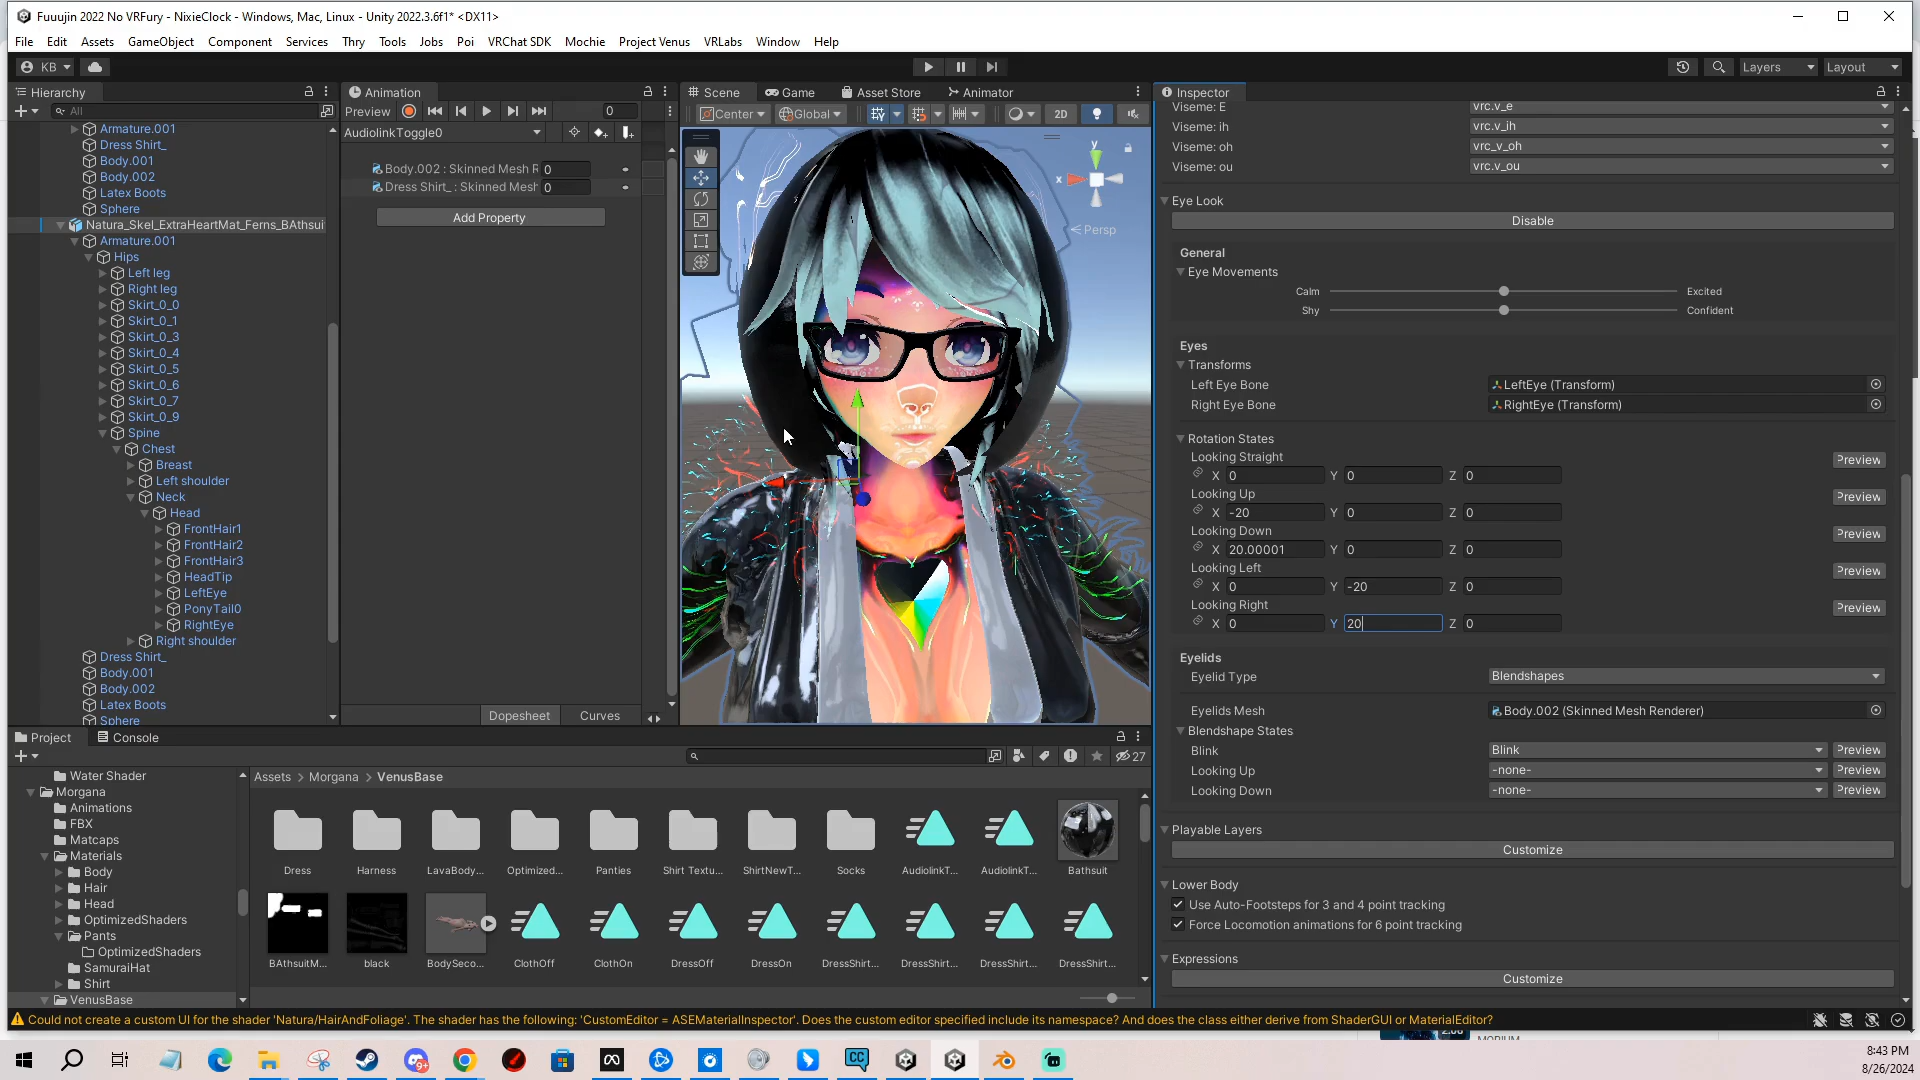 Fuuujin 2022 No VRFury - NixieClock - Windows, Mac, Linux - Unity 2022.3.6f1* <DX11>
File Edit Assets GameObject Component Services Thry Tools Jobs Poi VRChat SDK Mochie Project Venus VRLabs Window Help
KB
Layers
Layout
Hierarchy
All
Armature.001
Dress Shirt_
Body.001
Body.002
Latex Boots
Sphere
Natura_Skel_ExtraHeartMat_Ferns_BAthsui
Armature.001
Hips
Left leg
Right leg
Skirt_0_0
Skirt_0_1
Skirt_0_3
Skirt_0_4
Skirt_0_5
Skirt_0_6
Skirt_0_7
Skirt_0_9
Spine
Chest
Breast
Left shoulder
Neck
Head
FrontHair1
FrontHair2
FrontHair3
HeadTip
LeftEye
PonyTail0
RightEye
Right shoulder
Dress Shirt_
Body.001
Body.002
Latex Boots
Sphere
Animation
Preview
0
AudiolinkToggle0
Body.002 : Skinned Mesh R 0
Dress Shirt_ : Skinned Mesh 0
Add Property
Dopesheet Curves
Scene Game Asset Store Animator
Center Global 2D
y
x
Persp
Inspector
Viseme: E vrc.v_e
Viseme: ih vrc.v_ih
Viseme: oh vrc.v_oh
Viseme: ou vrc.v_ou
Eye Look
Disable
General
Eye Movements
Calm Excited
Shy Confident
Eyes
Transforms
Left Eye Bone LeftEye (Transform)
Right Eye Bone RightEye (Transform)
Rotation States
Looking Straight
X 0 Y 0 Z 0 Preview
Looking Up
X -20 Y 0 Z 0 Preview
Looking Down
X 20.00001 Y 0 Z 0 Preview
Looking Left
X 0 Y -20 Z 0 Preview
Looking Right
X 0 Y 20 Z 0 Preview
Eyelids
Eyelid Type Blendshapes
Eyelids Mesh Body.002 (Skinned Mesh Renderer)
Blendshape States
Blink Blink Preview
Looking Up -none- Preview
Looking Down -none- Preview
Playable Layers
Customize
Lower Body
Use Auto-Footsteps for 3 and 4 point tracking
Force Locomotion animations for 6 point tracking
Expressions
Customize
Project Console
27
Water Shader
Morgana
Animations
FBX
Matcaps
Materials
Body
Hair
Head
OptimizedShaders
Pants
OptimizedShaders
SamuraiHat
Shirt
VenusBase
Assets > Morgana > VenusBase
Dress Harness LavaBody... Optimized... Panties Shirt Textu... ShirtNewT... Socks AudiolinkT... AudiolinkT... Bathsuit
BAthsuitM... black BodySeco... ClothOff ClothOn DressOff DressOn DressShirt... DressShirt... DressShirt... DressShirt...
Could not create a custom UI for the shader 'Natura/HairAndFoliage'. The shader has the following: 'CustomEditor = ASEMaterialInspector'. Does the custom editor specified include its namespace? And does the class either derive from ShaderGUI or MaterialEditor?
CC
8:43 PM
8/26/2024